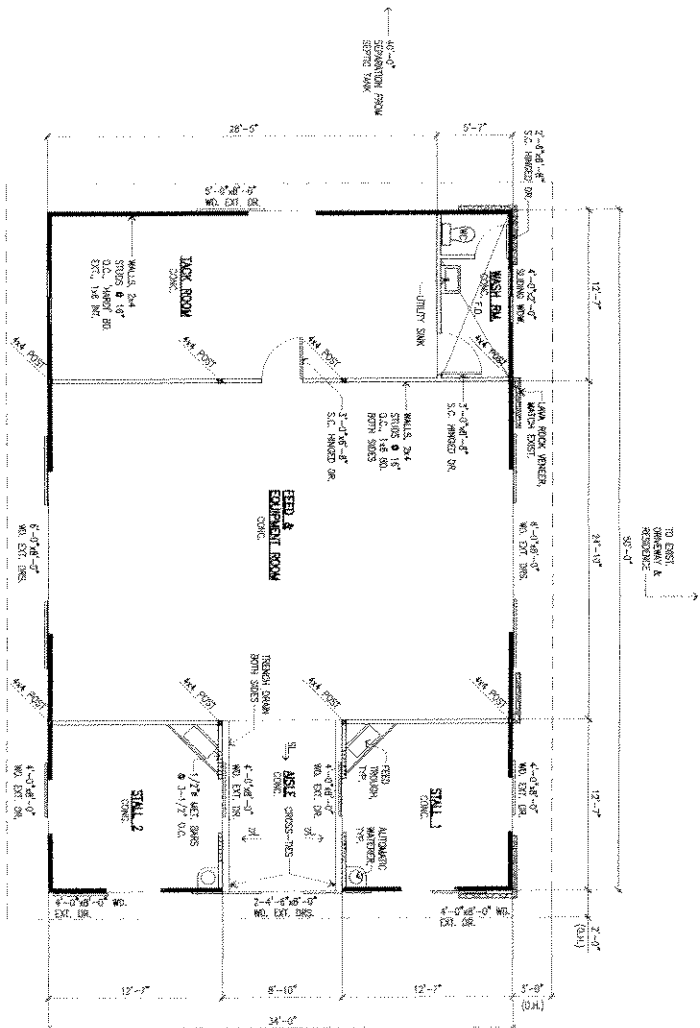 40'-0"
SEPARATION FROM
SEPTIC TANK
28'-5"
5'-7"
2'-8"x6'-8"
S.C. HINGED DR.
5'-0"x8'-0"
WD. EXT. DR.
4'-0"x2'-0"
SLIDING WDW.
12'-7"
WASH RM.
CONC. F.D.
WC
UTILITY SINK
TACK ROOM
CONC.
WALLS, 2x4
STUDS @ 16"
O.C., "HARDI" BD.
EXT., 1x6 INT.
4x4 POST
4x4 POST
4x4 POST
4x4 POST
LAVA ROCK VENEER,
MATCH EXIST.
3'-0"x6'-8"
S.C. HINGED DR.
WALLS, 2x4
STUDS @ 16"
O.C., 1x6 BD.
BOTH SIDES
3'-0"x6'-8"
S.C. HINGED DR.
FEED &
EQUIPMENT ROOM
CONC.
6'-0"x8'-0"
WD. EXT. DRS.
8'-0"x8'-0"
WD. EXT. DRS.
24'-10"
50'-0"
TO EXIST.
DRIVEWAY &
RESIDENCE
TRENCH DRAIN
BOTH SIDES
4x4 POST
4x4 POST
4x4 POST
4x4 POST
4'-0"x8'-0"
WD. EXT. DR.
STALL 2
CONC.
1/2"ø MET. BARS
@ 3-1/2" O.C.
4'-0"x8'-0"
WD. EXT. DR.
AISLE
CONC.
CROSS-TIES
4'-0"x8'-0"
WD. EXT. DR.
FEED
TROUGH,
TYP.
AUTOMATIC
WATERER,
TYP.
STALL 1
CONC.
4'-0"x8'-0"
WD. EXT. DR.
12'-7"
2'-0"
(O.H.)
4'-0"x8'-0" WD.
EXT. DR.
2-4'-6"x8'-0"
WD. EXT. DRS.
4'-0"x8'-0" WD.
EXT. DR.
12'-7"
8'-10"
12'-7"
3'-0"
(O.H.)
34'-0"